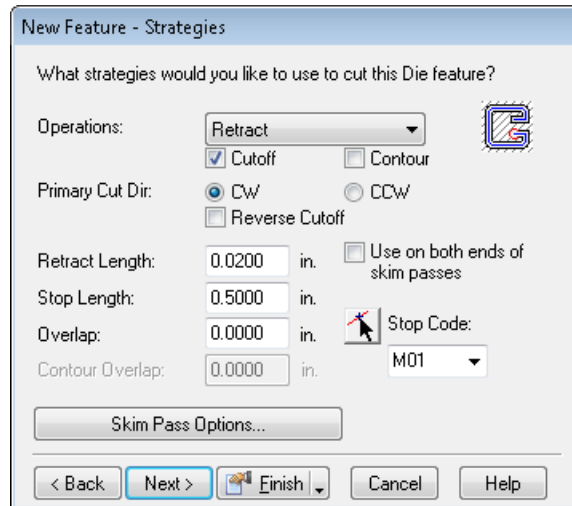 New Feature - Strategies
What strategies would you like to use to cut this Die feature?
Operations: Retract
Cutoff Contour
Primary Cut Dir: CW CCW
Reverse Cutoff
Retract Length: 0.0200 in. Use on both ends of
skim passes
Stop Length: 0.5000 in.
Overlap: 0.0000 in. Stop Code:
Contour Overlap: 0.0000 in. M01
Skim Pass Options...
< Back Next > Finish Cancel Help